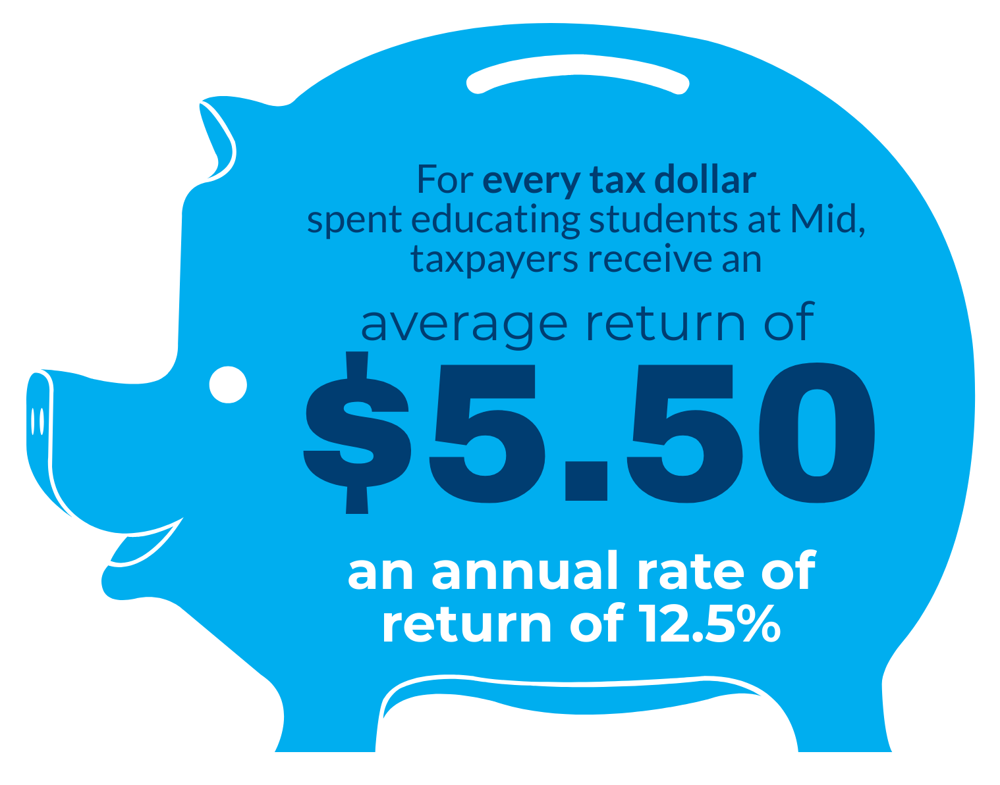 For every tax dollar
spent educating students at Mid,
taxpayers receive an
average return of
$5.50
an annual rate of
return of 12.5%